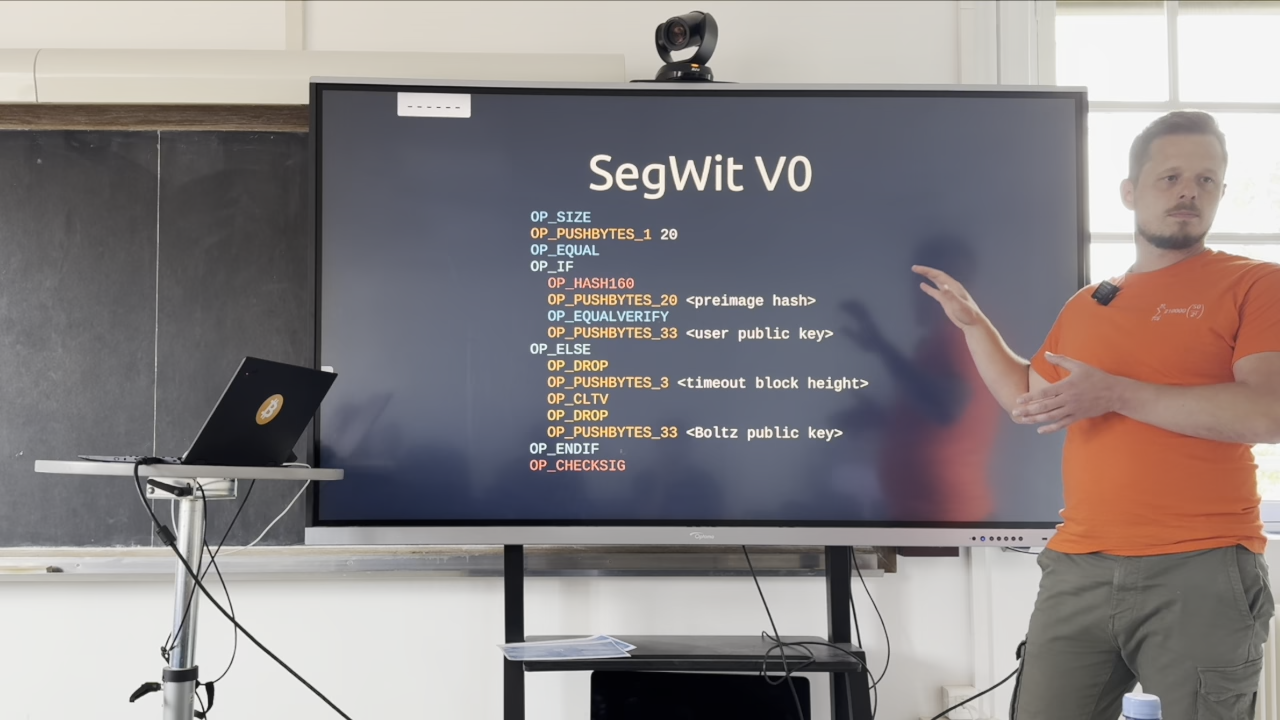 SegWit V0
OP_SIZE
OP_PUSHBYTES_1 20
OP_EQUAL
OP_IF
OP_HASH160
OP_PUSHBYTES_20 <preimage hash>
OP_EQUALVERIFY
OP_PUSHBYTES_33 <user public key>
OP_ELSE
OP_DROP
OP_PUSHBYTES_3 <timeout block height>
OP_CLTV
OP_DROP
OP_PUSHBYTES_33 <Boltz public key>
OP_ENDIF
OP_CHECKSIG